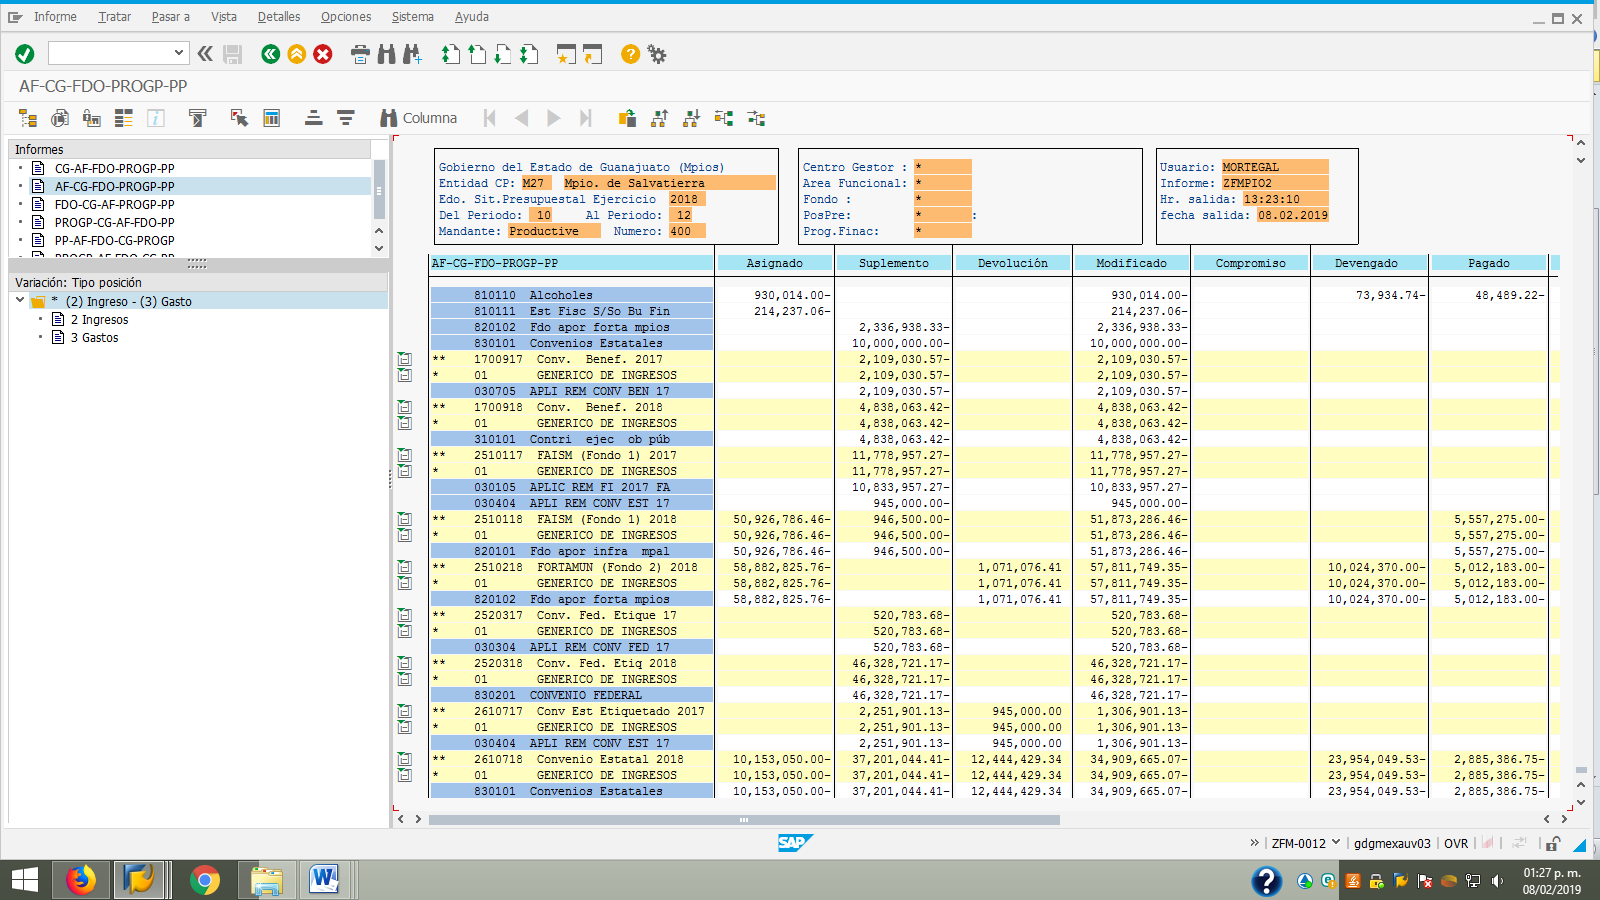 Informe Tratar Pasar a Vista Detalles Opciones Sistema Ayuda
AF-CG-FDO-PROGP-PP
Columna
Informes
CG-AF-FDO-PROGP-PP
AF-CG-FDO-PROGP-PP
FDO-CG-AF-PROGP-PP
PROGP-CG-AF-FDO-PP
PP-AF-FDO-CG-PROGP
Variación: Tipo posición
* (2) Ingreso - (3) Gasto
2 Ingresos
3 Gastos
Gobierno del Estado de Guanajuato (Mpios)
Entidad CP: M27 Mpio. de Salvatierra
Edo. Sit.Presupuestal Ejercicio 2018
Del Periodo: 10 Al Periodo: 12
Mandante: Productive Numero: 400
Centro Gestor : *
Area Funcional: *
Fondo : *
PosPre: * :
Prog.Finac: *
Usuario: MORTEGAL
Informe: ZFMPIO2
Hr. salida: 13:23:10
fecha salida: 08.02.2019
AF-CG-FDO-PROGP-PP Asignado Suplemento Devolución Modificado Compromiso Devengado Pagado
810110 Alcoholes 930,014.00- 930,014.00- 73,934.74- 48,489.22-
810111 Est Fisc S/So Bu Fin 214,237.06- 214,237.06-
820102 Fdo apor forta mpios 2,336,938.33- 2,336,938.33-
830101 Convenios Estatales 10,000,000.00- 10,000,000.00-
** 1700917 Conv. Benef. 2017 2,109,030.57- 2,109,030.57-
* 01 GENERICO DE INGRESOS 2,109,030.57- 2,109,030.57-
030705 APLI REM CONV BEN 17 2,109,030.57- 2,109,030.57-
** 1700918 Conv. Benef. 2018 4,838,063.42- 4,838,063.42-
* 01 GENERICO DE INGRESOS 4,838,063.42- 4,838,063.42-
310101 Contri ejec ob púb 4,838,063.42- 4,838,063.42-
** 2510117 FAISM (Fondo 1) 2017 11,778,957.27- 11,778,957.27-
* 01 GENERICO DE INGRESOS 11,778,957.27- 11,778,957.27-
030105 APLIC REM FI 2017 FA 10,833,957.27- 10,833,957.27-
030404 APLI REM CONV EST 17 945,000.00- 945,000.00-
** 2510118 FAISM (Fondo 1) 2018 50,926,786.46- 946,500.00- 51,873,286.46- 5,557,275.00-
* 01 GENERICO DE INGRESOS 50,926,786.46- 946,500.00- 51,873,286.46- 5,557,275.00-
820101 Fdo apor infra mpal 50,926,786.46- 946,500.00- 51,873,286.46- 5,557,275.00-
** 2510218 FORTAMUN (Fondo 2) 2018 58,882,825.76- 1,071,076.41 57,811,749.35- 10,024,370.00- 5,012,183.00-
* 01 GENERICO DE INGRESOS 58,882,825.76- 1,071,076.41 57,811,749.35- 10,024,370.00- 5,012,183.00-
820102 Fdo apor forta mpios 58,882,825.76- 1,071,076.41 57,811,749.35- 10,024,370.00- 5,012,183.00-
** 2520317 Conv. Fed. Etique 17 520,783.68- 520,783.68-
* 01 GENERICO DE INGRESOS 520,783.68- 520,783.68-
030304 APLI REM CONV FED 17 520,783.68- 520,783.68-
** 2520318 Conv. Fed. Etiq 2018 46,328,721.17- 46,328,721.17-
* 01 GENERICO DE INGRESOS 46,328,721.17- 46,328,721.17-
830201 CONVENIO FEDERAL 46,328,721.17- 46,328,721.17-
** 2610717 Conv Est Etiquetado 2017 2,251,901.13- 945,000.00 1,306,901.13-
* 01 GENERICO DE INGRESOS 2,251,901.13- 945,000.00 1,306,901.13-
030404 APLI REM CONV EST 17 2,251,901.13- 945,000.00 1,306,901.13-
** 2610718 Convenio Estatal 2018 10,153,050.00- 37,201,044.41- 12,444,429.34 34,909,665.07- 23,954,049.53- 2,885,386.75-
* 01 GENERICO DE INGRESOS 10,153,050.00- 37,201,044.41- 12,444,429.34 34,909,665.07- 23,954,049.53- 2,885,386.75-
830101 Convenios Estatales 10,153,050.00- 37,201,044.41- 12,444,429.34 34,909,665.07- 23,954,049.53- 2,885,386.75-
SAP
ZFM-0012 gdgmexauv03 OVR
01:27 p. m.
08/02/2019